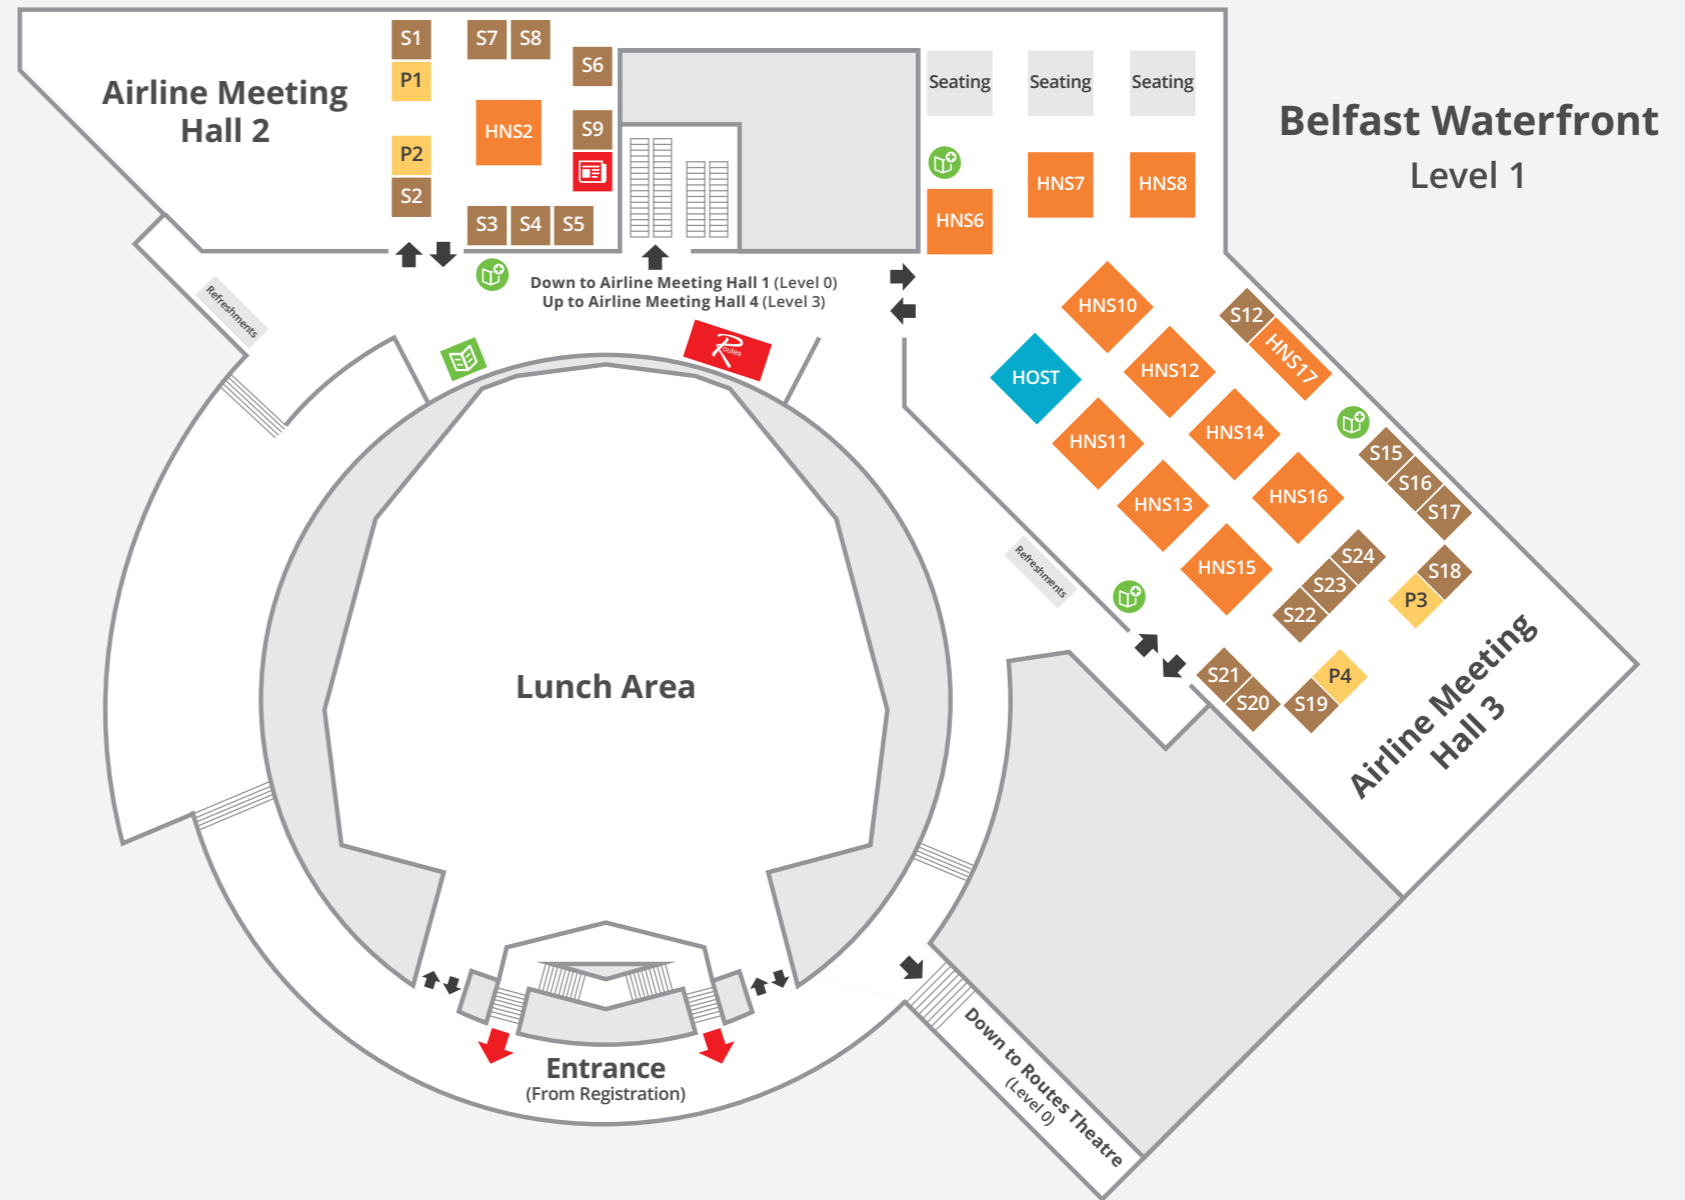 Airline Meeting
Hall 2
S1
P1
P2
S2
S7
S8
S6
HNS2
S9
S3
S4
S5
Seating
Seating
Seating
HNS6
HNS7
HNS8
Belfast Waterfront
Level 1
Down to Airline Meeting Hall 1 (Level 0)
Up to Airline Meeting Hall 4 (Level 3)
Refreshments
Routes
HNS10
HOST
HNS12
HNS11
HNS14
HNS13
HNS16
HNS15
S12
HNS17
S15
S16
S17
S18
P3
S24
S23
S22
S21
S20
P4
S19
Refreshments
Airline Meeting
Hall 3
Lunch Area
Entrance
(From Registration)
Down to Routes Theatre
(Level 0)